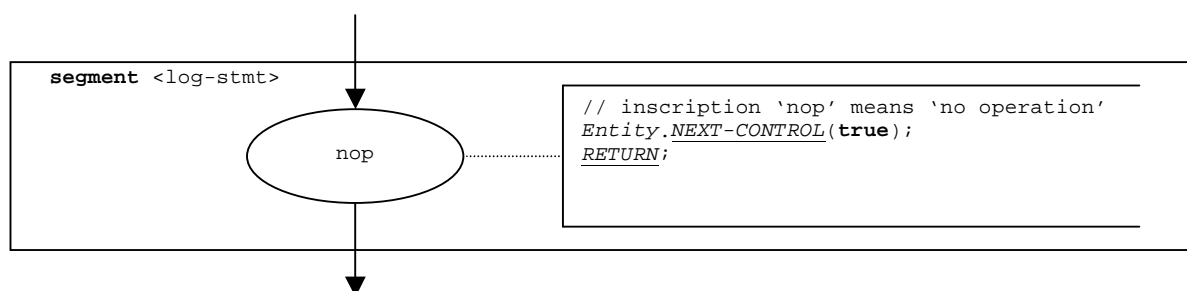 segment <log-stmt>
nop
// inscription ‘nop’ means ‘no operation’
Entity.NEXT-CONTROL(true);
RETURN;